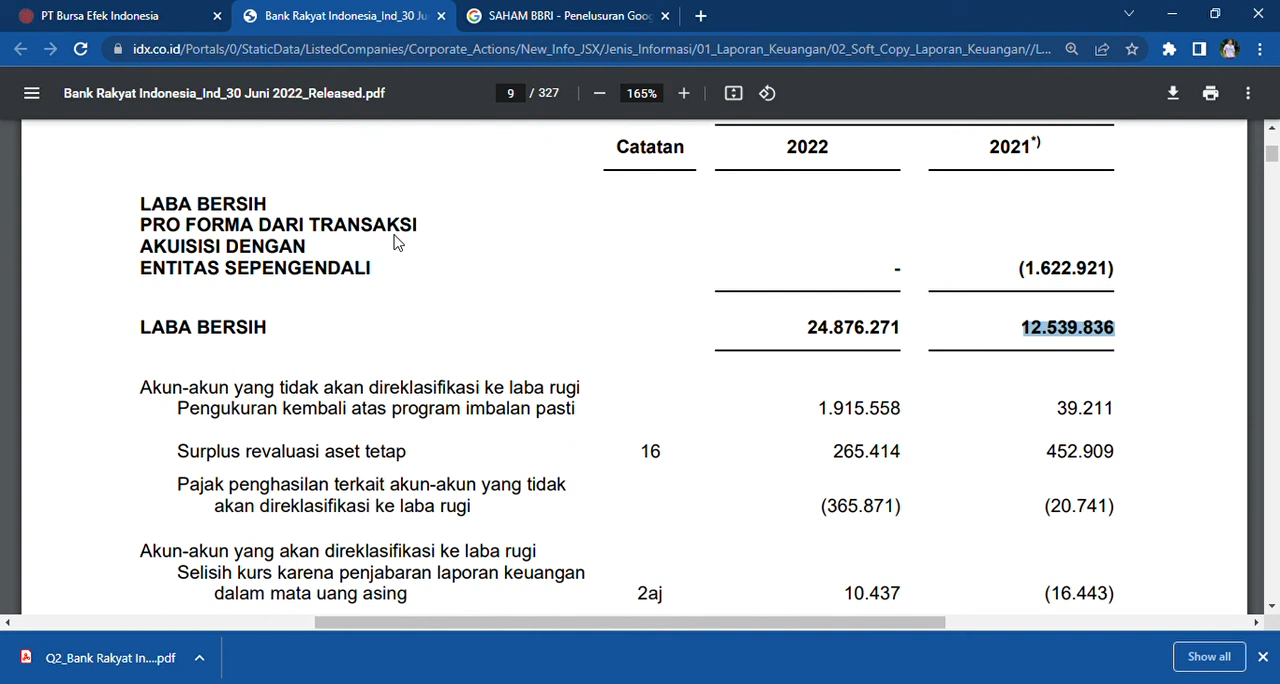 PT Bursa Efek Indonesia
Bank Rakyat Indonesia_Ind_30 Ju
SAHAM BBRI - Penelusuran Goog
idx.co.id/Portals/0/StaticData/ListedCompanies/Corporate_Actions/New_Info_JSX/Jenis_Informasi/01_Laporan_Keuangan/02_Soft_Copy_Laporan_Keuangan//L...
Bank Rakyat Indonesia_Ind_30 Juni 2022_Released.pdf
9 / 327
165%
Catatan 2022 2021*)
LABA BERSIH
PRO FORMA DARI TRANSAKSI
AKUISISI DENGAN
ENTITAS SEPENGENDALI - (1.622.921)
LABA BERSIH 24.876.271 12.539.836
Akun-akun yang tidak akan direklasifikasi ke laba rugi
Pengukuran kembali atas program imbalan pasti 1.915.558 39.211
Surplus revaluasi aset tetap 16 265.414 452.909
Pajak penghasilan terkait akun-akun yang tidak
akan direklasifikasi ke laba rugi (365.871) (20.741)
Akun-akun yang akan direklasifikasi ke laba rugi
Selisih kurs karena penjabaran laporan keuangan
dalam mata uang asing 2aj 10.437 (16.443)
Q2_Bank Rakyat In....pdf
Show all